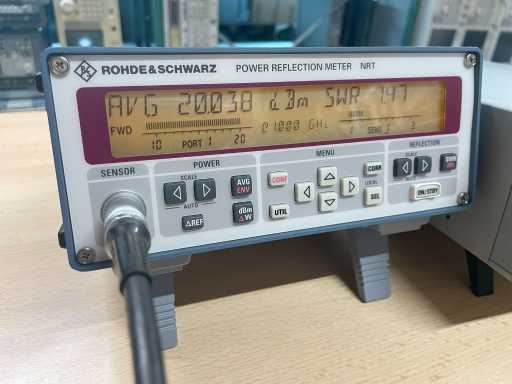 ROHDE&SCHWARZ POWER REFLECTION METER NRT
AVG 20.038 dBm SWR 1.47
FWD
01.000 GHz
10 PORT 1 20
SENSOR
POWER
MENU
REFLECTION
SCALE
AUTO
AVG
ENV
CONF
CORR
SCALE
SWR
ΔREF
dBm
ΔW
UTIL
LOCAL
SEL
ON/STBY